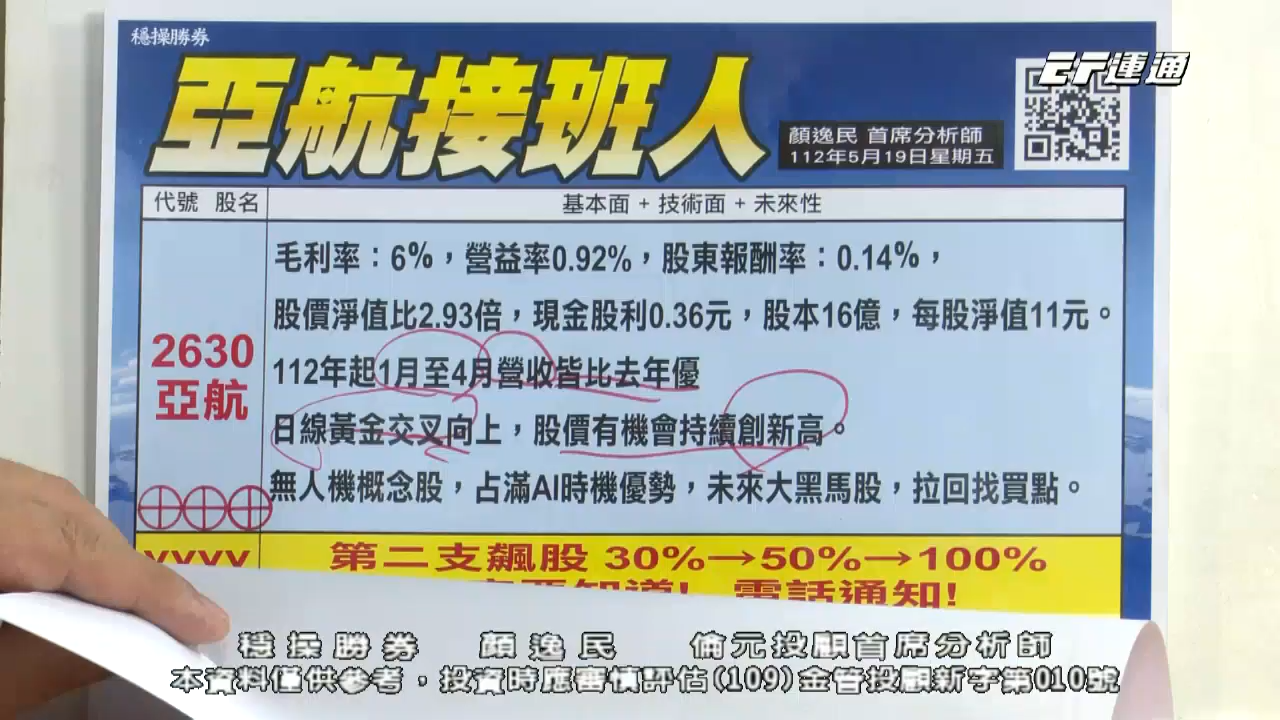 穩操勝券
ET運通
亞航接班人
顏逸民 首席分析師
112年5月19日星期五
代號 股名
基本面 + 技術面 + 未來性
2630
亞航
毛利率：6%，營益率0.92%，股東報酬率：0.14%，
股價淨值比2.93倍，現金股利0.36元，股本16億，每股淨值11元。
112年起1月至4月營收皆比去年優
日線黃金交叉向上，股價有機會持續創新高。
無人機概念股，占滿AI時機優勢，未來大黑馬股，拉回找買點。
YYYY
第二支飆股 30%→50%→100%
知道! 電話通知!
穩操勝券 顏逸民 倫元投顧首席分析師
本資料僅供參考，投資時應審慎評估(109)金管投顧新字第010號